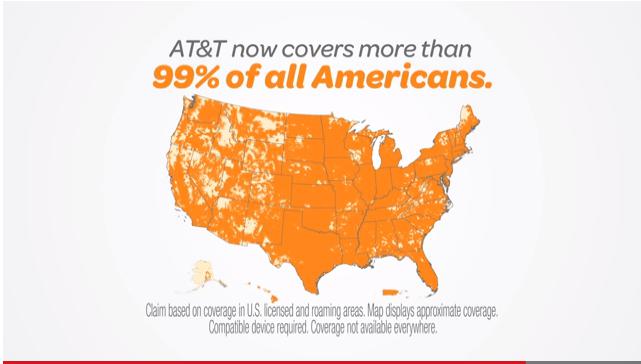 AT&T now covers more than
99% of all Americans.
Claim based on coverage in U.S. licensed and roaming areas. Map displays approximate coverage.
Compatible device required. Coverage not available everywhere.